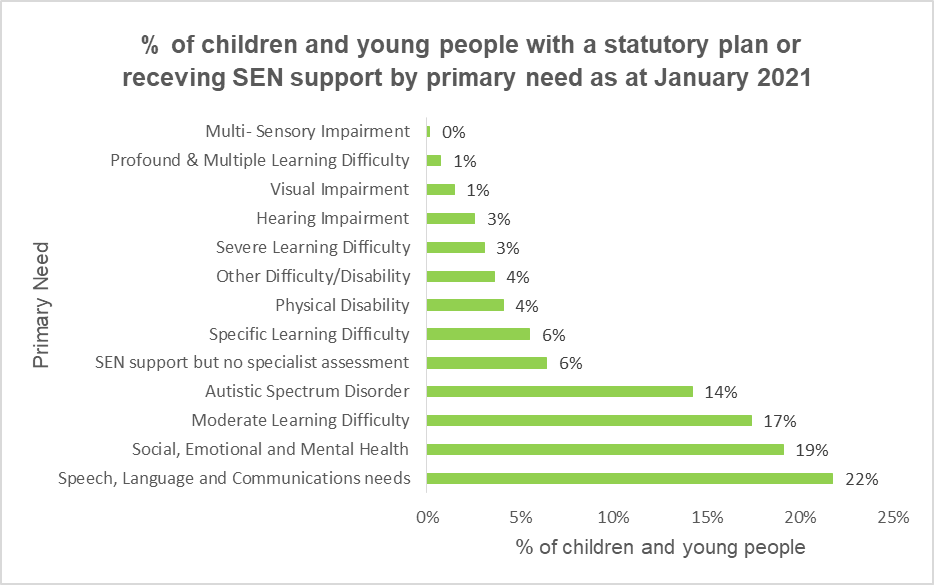 % of children and young people with a statutory plan or
receving SEN support by primary need as at January 2021
Primary Need
Multi- Sensory Impairment 0%
Profound & Multiple Learning Difficulty 1%
Visual Impairment 1%
Hearing Impairment 3%
Severe Learning Difficulty 3%
Other Difficulty/Disability 4%
Physical Disability 4%
Specific Learning Difficulty 6%
SEN support but no specialist assessment 6%
Autistic Spectrum Disorder 14%
Moderate Learning Difficulty 17%
Social, Emotional and Mental Health 19%
Speech, Language and Communications needs 22%
0% 5% 10% 15% 20% 25%
% of children and young people